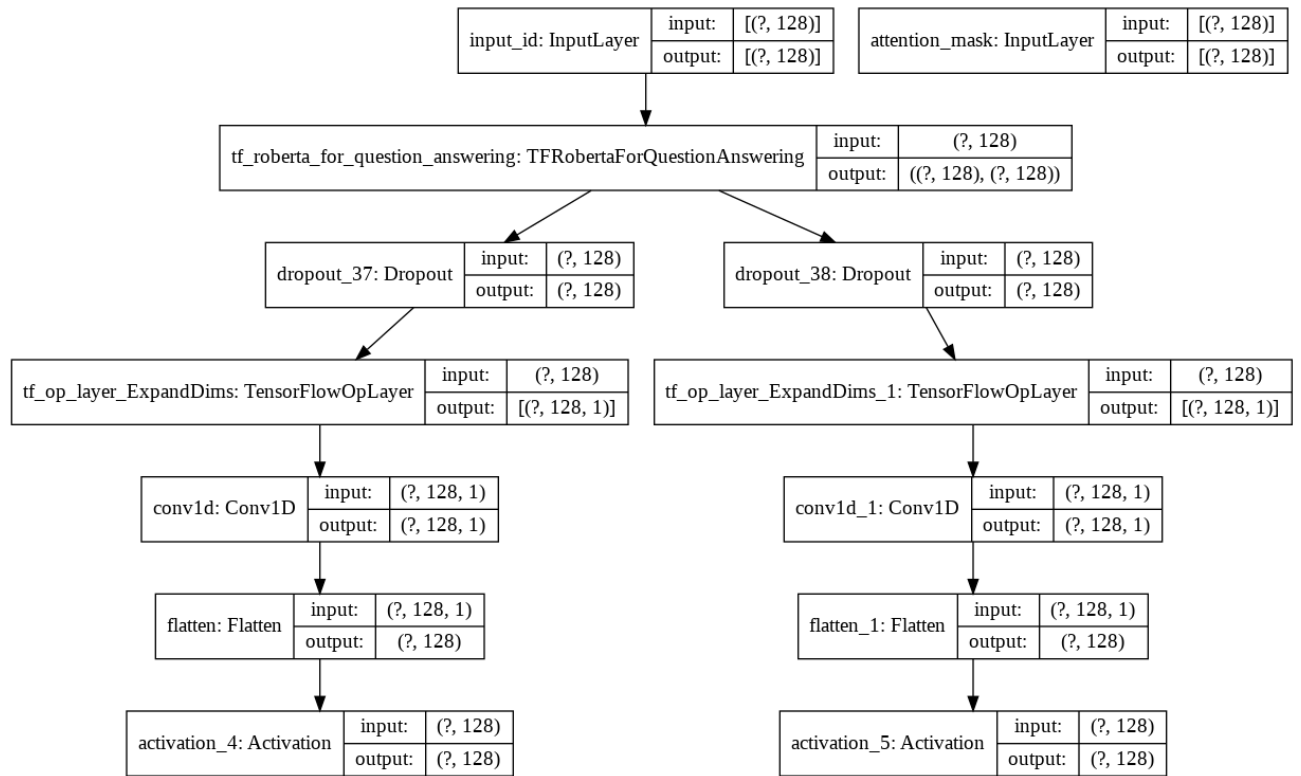 input_id: InputLayer
input: [(?, 128)]
output: [(?, 128)]
attention_mask: InputLayer
input: [(?, 128)]
output: [(?, 128)]
tf_roberta_for_question_answering: TFRobertaForQuestionAnswering
input: (?, 128)
output: ((?, 128), (?, 128))
dropout_37: Dropout
input: (?, 128)
output: (?, 128)
dropout_38: Dropout
input: (?, 128)
output: (?, 128)
tf_op_layer_ExpandDims: TensorFlowOpLayer
input: (?, 128)
output: [(?, 128, 1)]
tf_op_layer_ExpandDims_1: TensorFlowOpLayer
input: (?, 128)
output: [(?, 128, 1)]
conv1d: Conv1D
input: (?, 128, 1)
output: (?, 128, 1)
conv1d_1: Conv1D
input: (?, 128, 1)
output: (?, 128, 1)
flatten: Flatten
input: (?, 128, 1)
output: (?, 128)
flatten_1: Flatten
input: (?, 128, 1)
output: (?, 128)
activation_4: Activation
input: (?, 128)
output: (?, 128)
activation_5: Activation
input: (?, 128)
output: (?, 128)